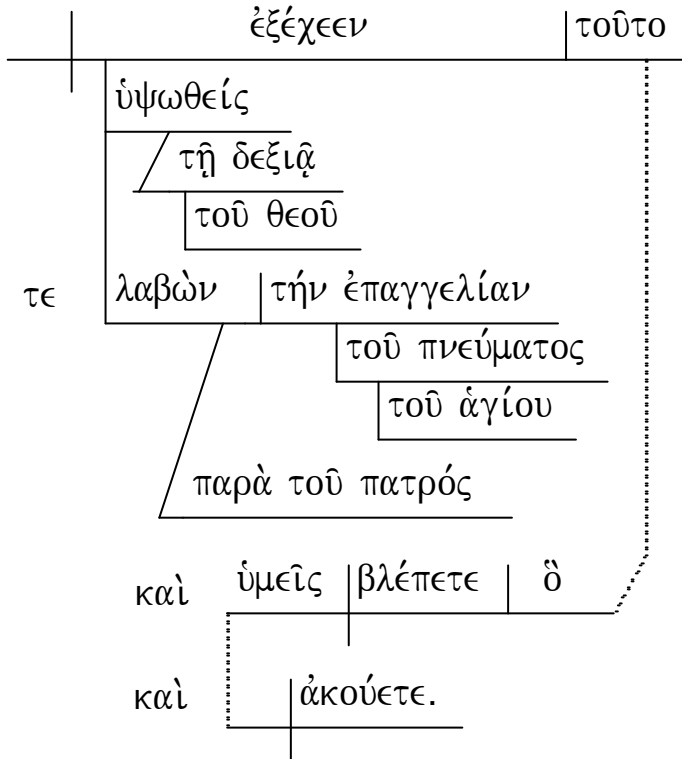 ἐξέχεεν τοῦτο
ὑψωθείς
τῇ δεξιᾷ
τοῦ θεοῦ
τε λαβὼν τήν ἐπαγγελίαν
τοῦ πνεύματος
τοῦ ἁγίου
παρὰ τοῦ πατρός
καὶ ὑμεῖς βλέπετε ὃ
καὶ ἀκούετε.